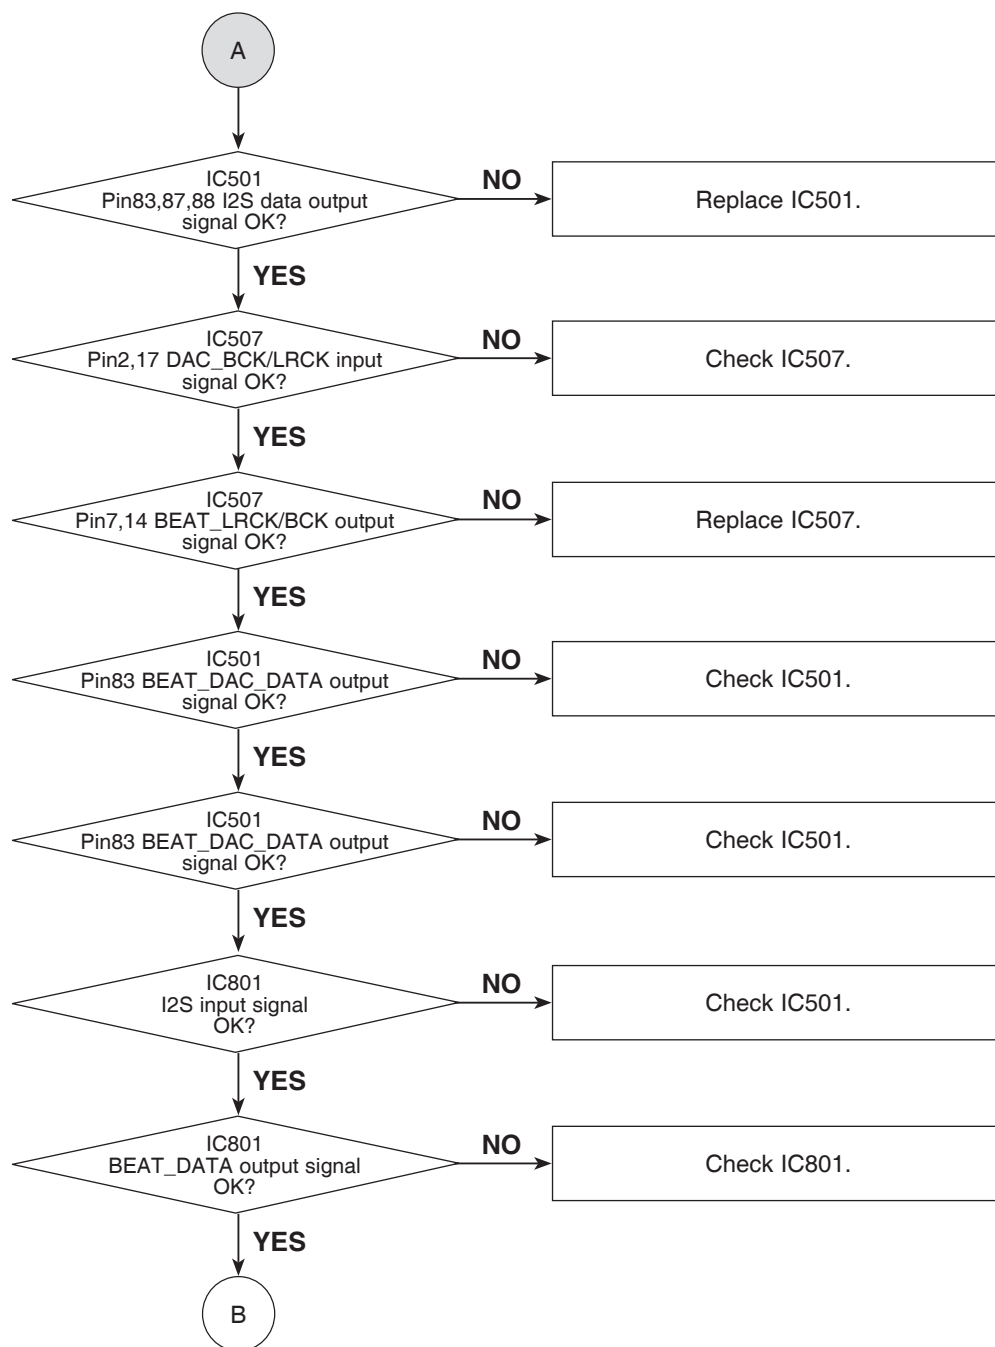 A
IC501
Pin83,87,88 I2S data output
signal OK?
NO
Replace IC501.
YES
IC507
Pin2,17 DAC_BCK/LRCK input
signal OK?
NO
Check IC507.
YES
IC507
Pin7,14 BEAT_LRCK/BCK output
signal OK?
NO
Replace IC507.
YES
IC501
Pin83 BEAT_DAC_DATA output
signal OK?
NO
Check IC501.
YES
IC501
Pin83 BEAT_DAC_DATA output
signal OK?
NO
Check IC501.
YES
IC801
I2S input signal
OK?
NO
Check IC501.
YES
IC801
BEAT_DATA output signal
OK?
NO
Check IC801.
YES
B